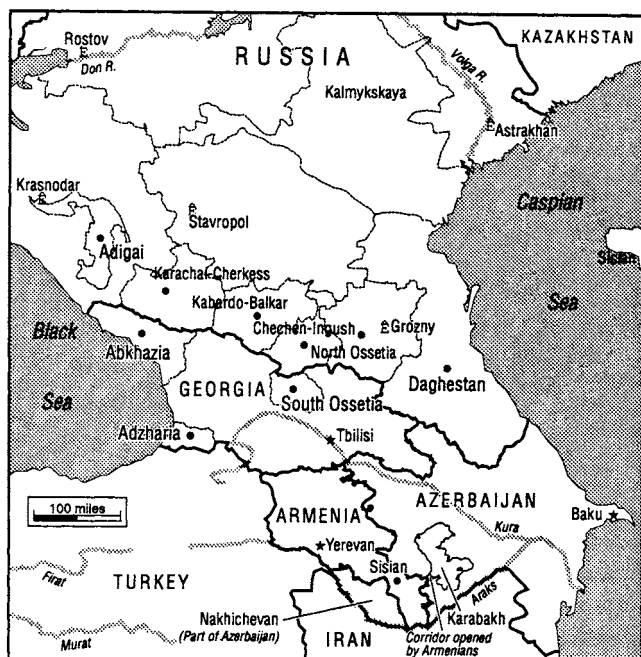 KAZAKHSTAN
Rostov
RUSSIA
Don R.
Volga R.
Kalmykskaya
Astrakhan
Krasnodar
Stavropol
Caspian
Sea
Adigai
Karachai-Cherkess
Kabardo-Balkar
Chechen-Ingush
Grozny
North Ossetia
Black
Sea
Abkhazia
Daghestan
GEORGIA
South Ossetia
Adzharia
Tbilisi
100 miles
AZERBAIJAN
ARMENIA
Kura
Baku
Yerevan
Sisian
Firat
TURKEY
Araks
Karabakh
Nakhichevan
(Part of Azerbaijan)
Corridor opened
by Armenians
Murat
IRAN